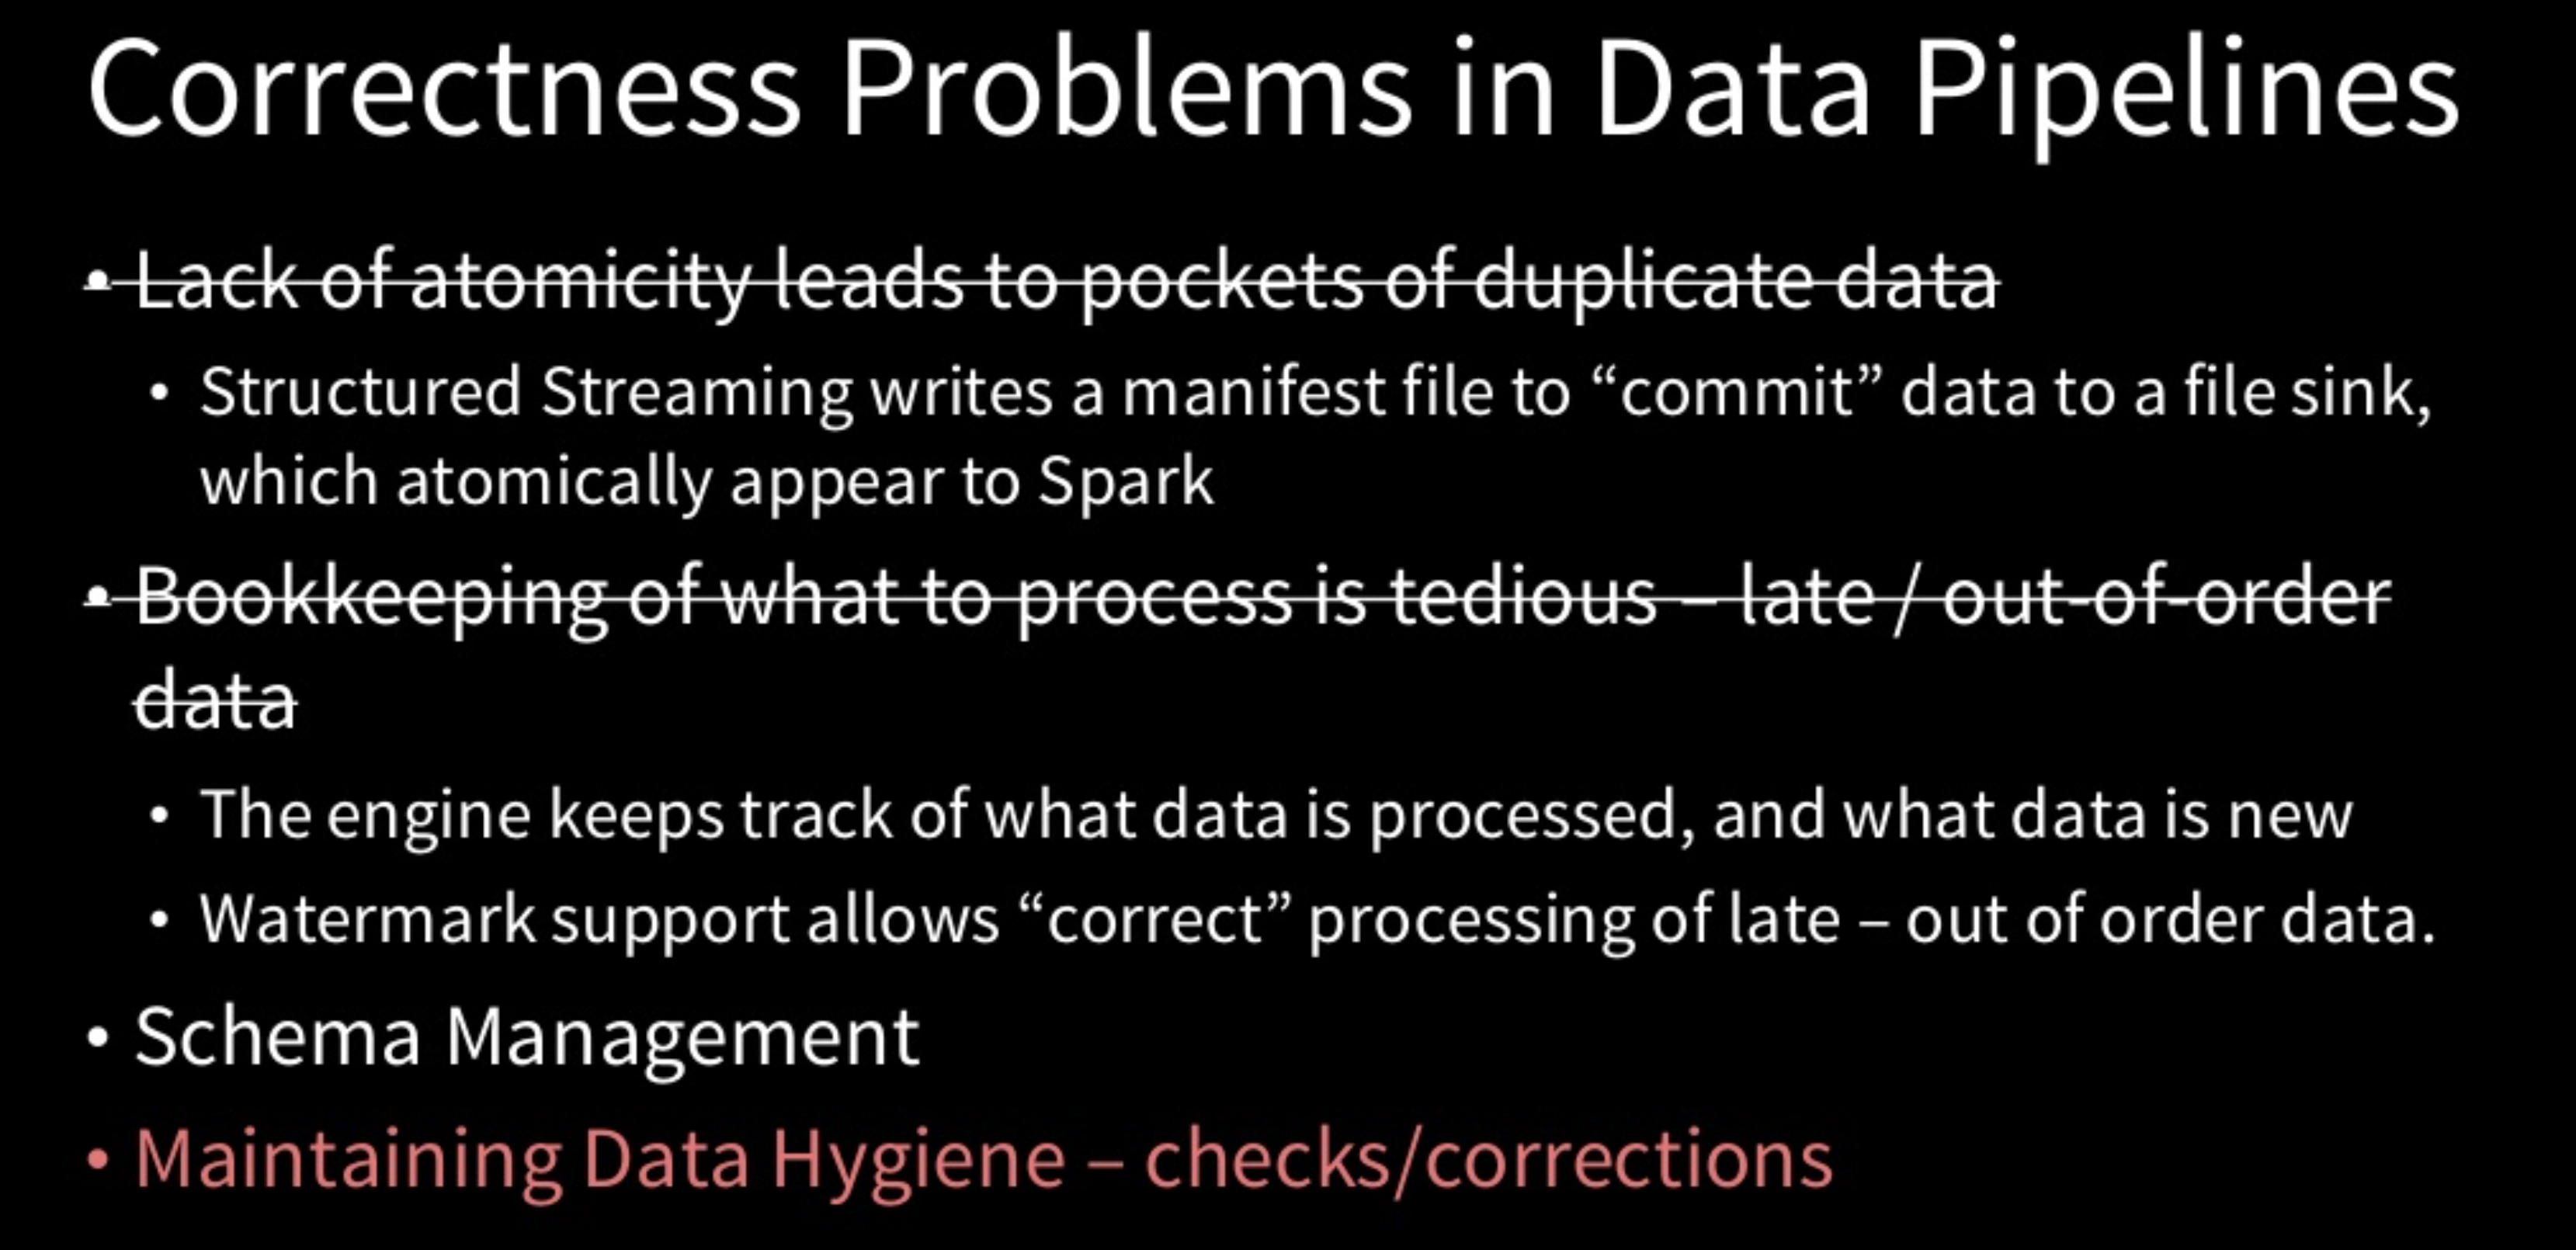 Correctness Problems in Data Pipelines
• Lack of atomicity leads to pockets of duplicate data
• Structured Streaming writes a manifest file to “commit” data to a file sink,
which atomically appear to Spark
• Bookkeeping of what to process is tedious – late / out-of-order
data
• The engine keeps track of what data is processed, and what data is new
• Watermark support allows “correct” processing of late – out of order data.
• Schema Management
• Maintaining Data Hygiene – checks/corrections